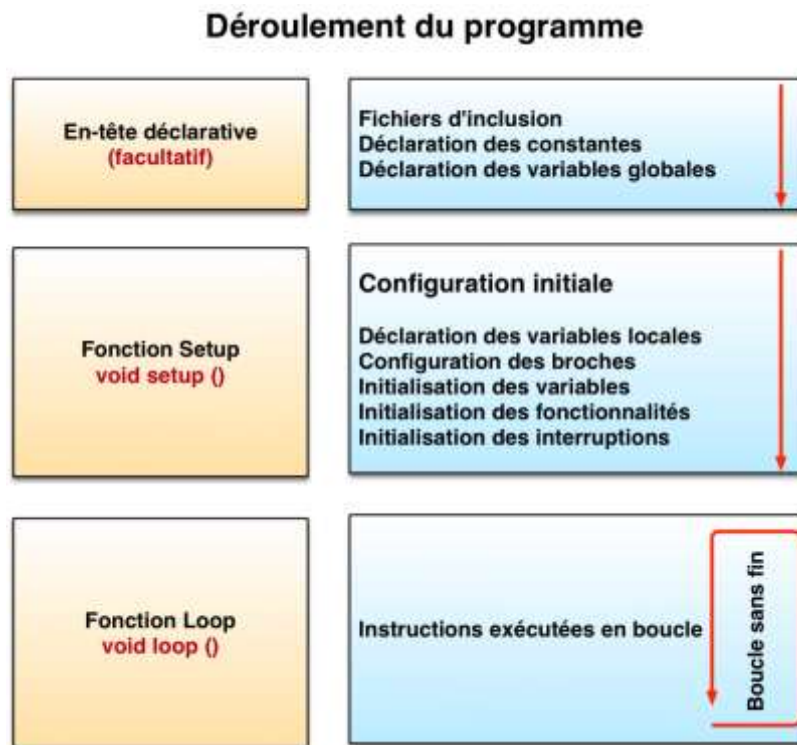 Déroulement du programme
En-tête déclarative
(facultatif)
Fichiers d'inclusion
Déclaration des constantes
Déclaration des variables globales
Fonction Setup
void setup ()
Configuration initiale
Déclaration des variables locales
Configuration des broches
Initialisation des variables
Initialisation des fonctionnalités
Initialisation des interruptions
Fonction Loop
void loop ()
Instructions exécutées en boucle
Boucle sans fin